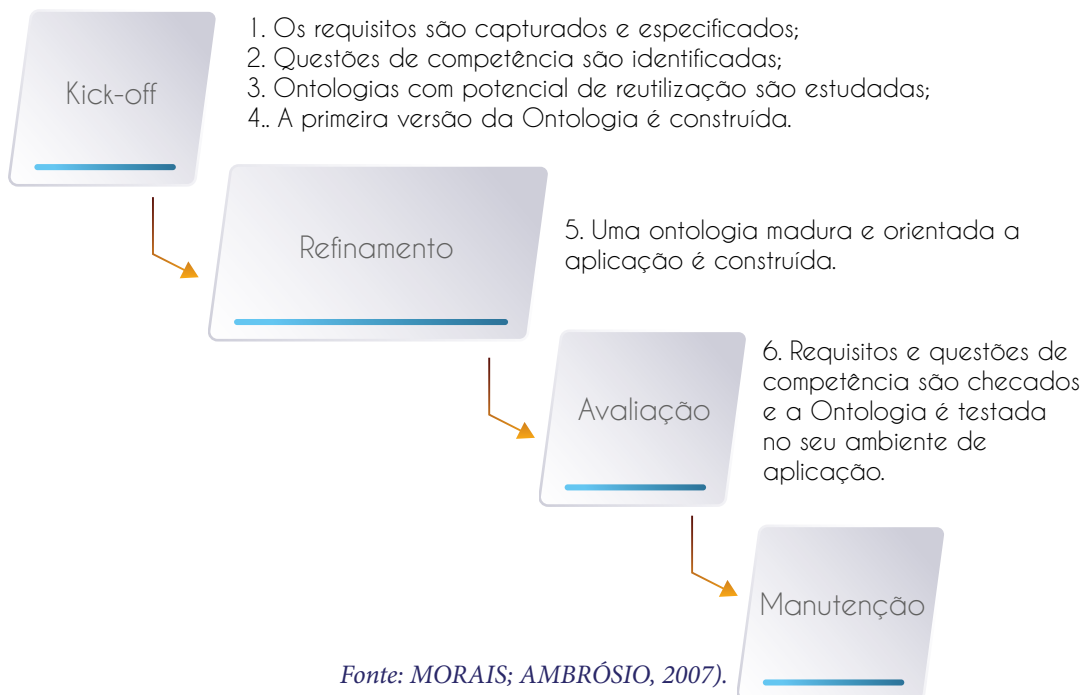 Kick-off
1. Os requisitos são capturados e especificados;
2. Questões de competência são identificadas;
3. Ontologias com potencial de reutilização são estudadas;
4.. A primeira versão da Ontologia é construída.
Refinamento
5. Uma ontologia madura e orientada a
aplicação é construída.
Avaliação
6. Requisitos e questões de
competência são checados
e a Ontologia é testada
no seu ambiente de
aplicação.
Manutenção
Fonte: MORAIS; AMBRÓSIO, 2007).